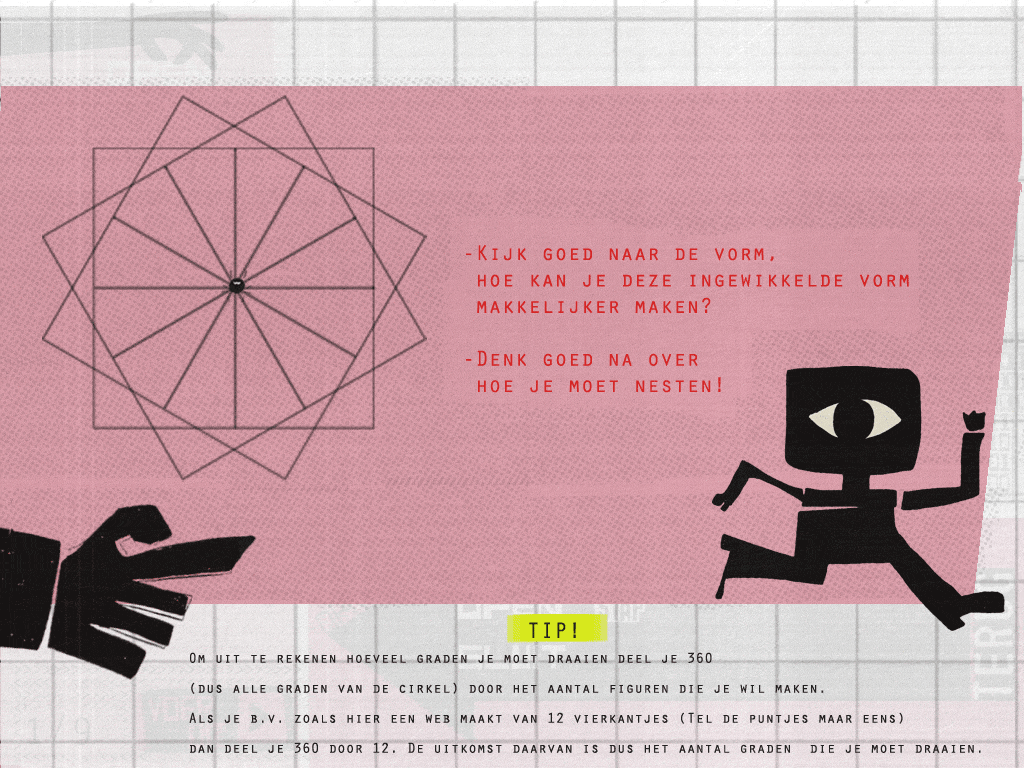 -Kijk goed naar de vorm,
hoe kan je deze ingewikkelde vorm
makkelijker maken?
-Denk goed na over
hoe je moet nesten!
TIP!
Om uit te rekenen hoeveel graden je moet draaien deel je 360
(dus alle graden van de cirkel) door het aantal figuren die je wil maken.
Als je b.v. zoals hier een web maakt van 12 vierkantjes (Tel de puntjes maar eens)
dan deel je 360 door 12. De uitkomst daarvan is dus het aantal graden die je moet draaien.